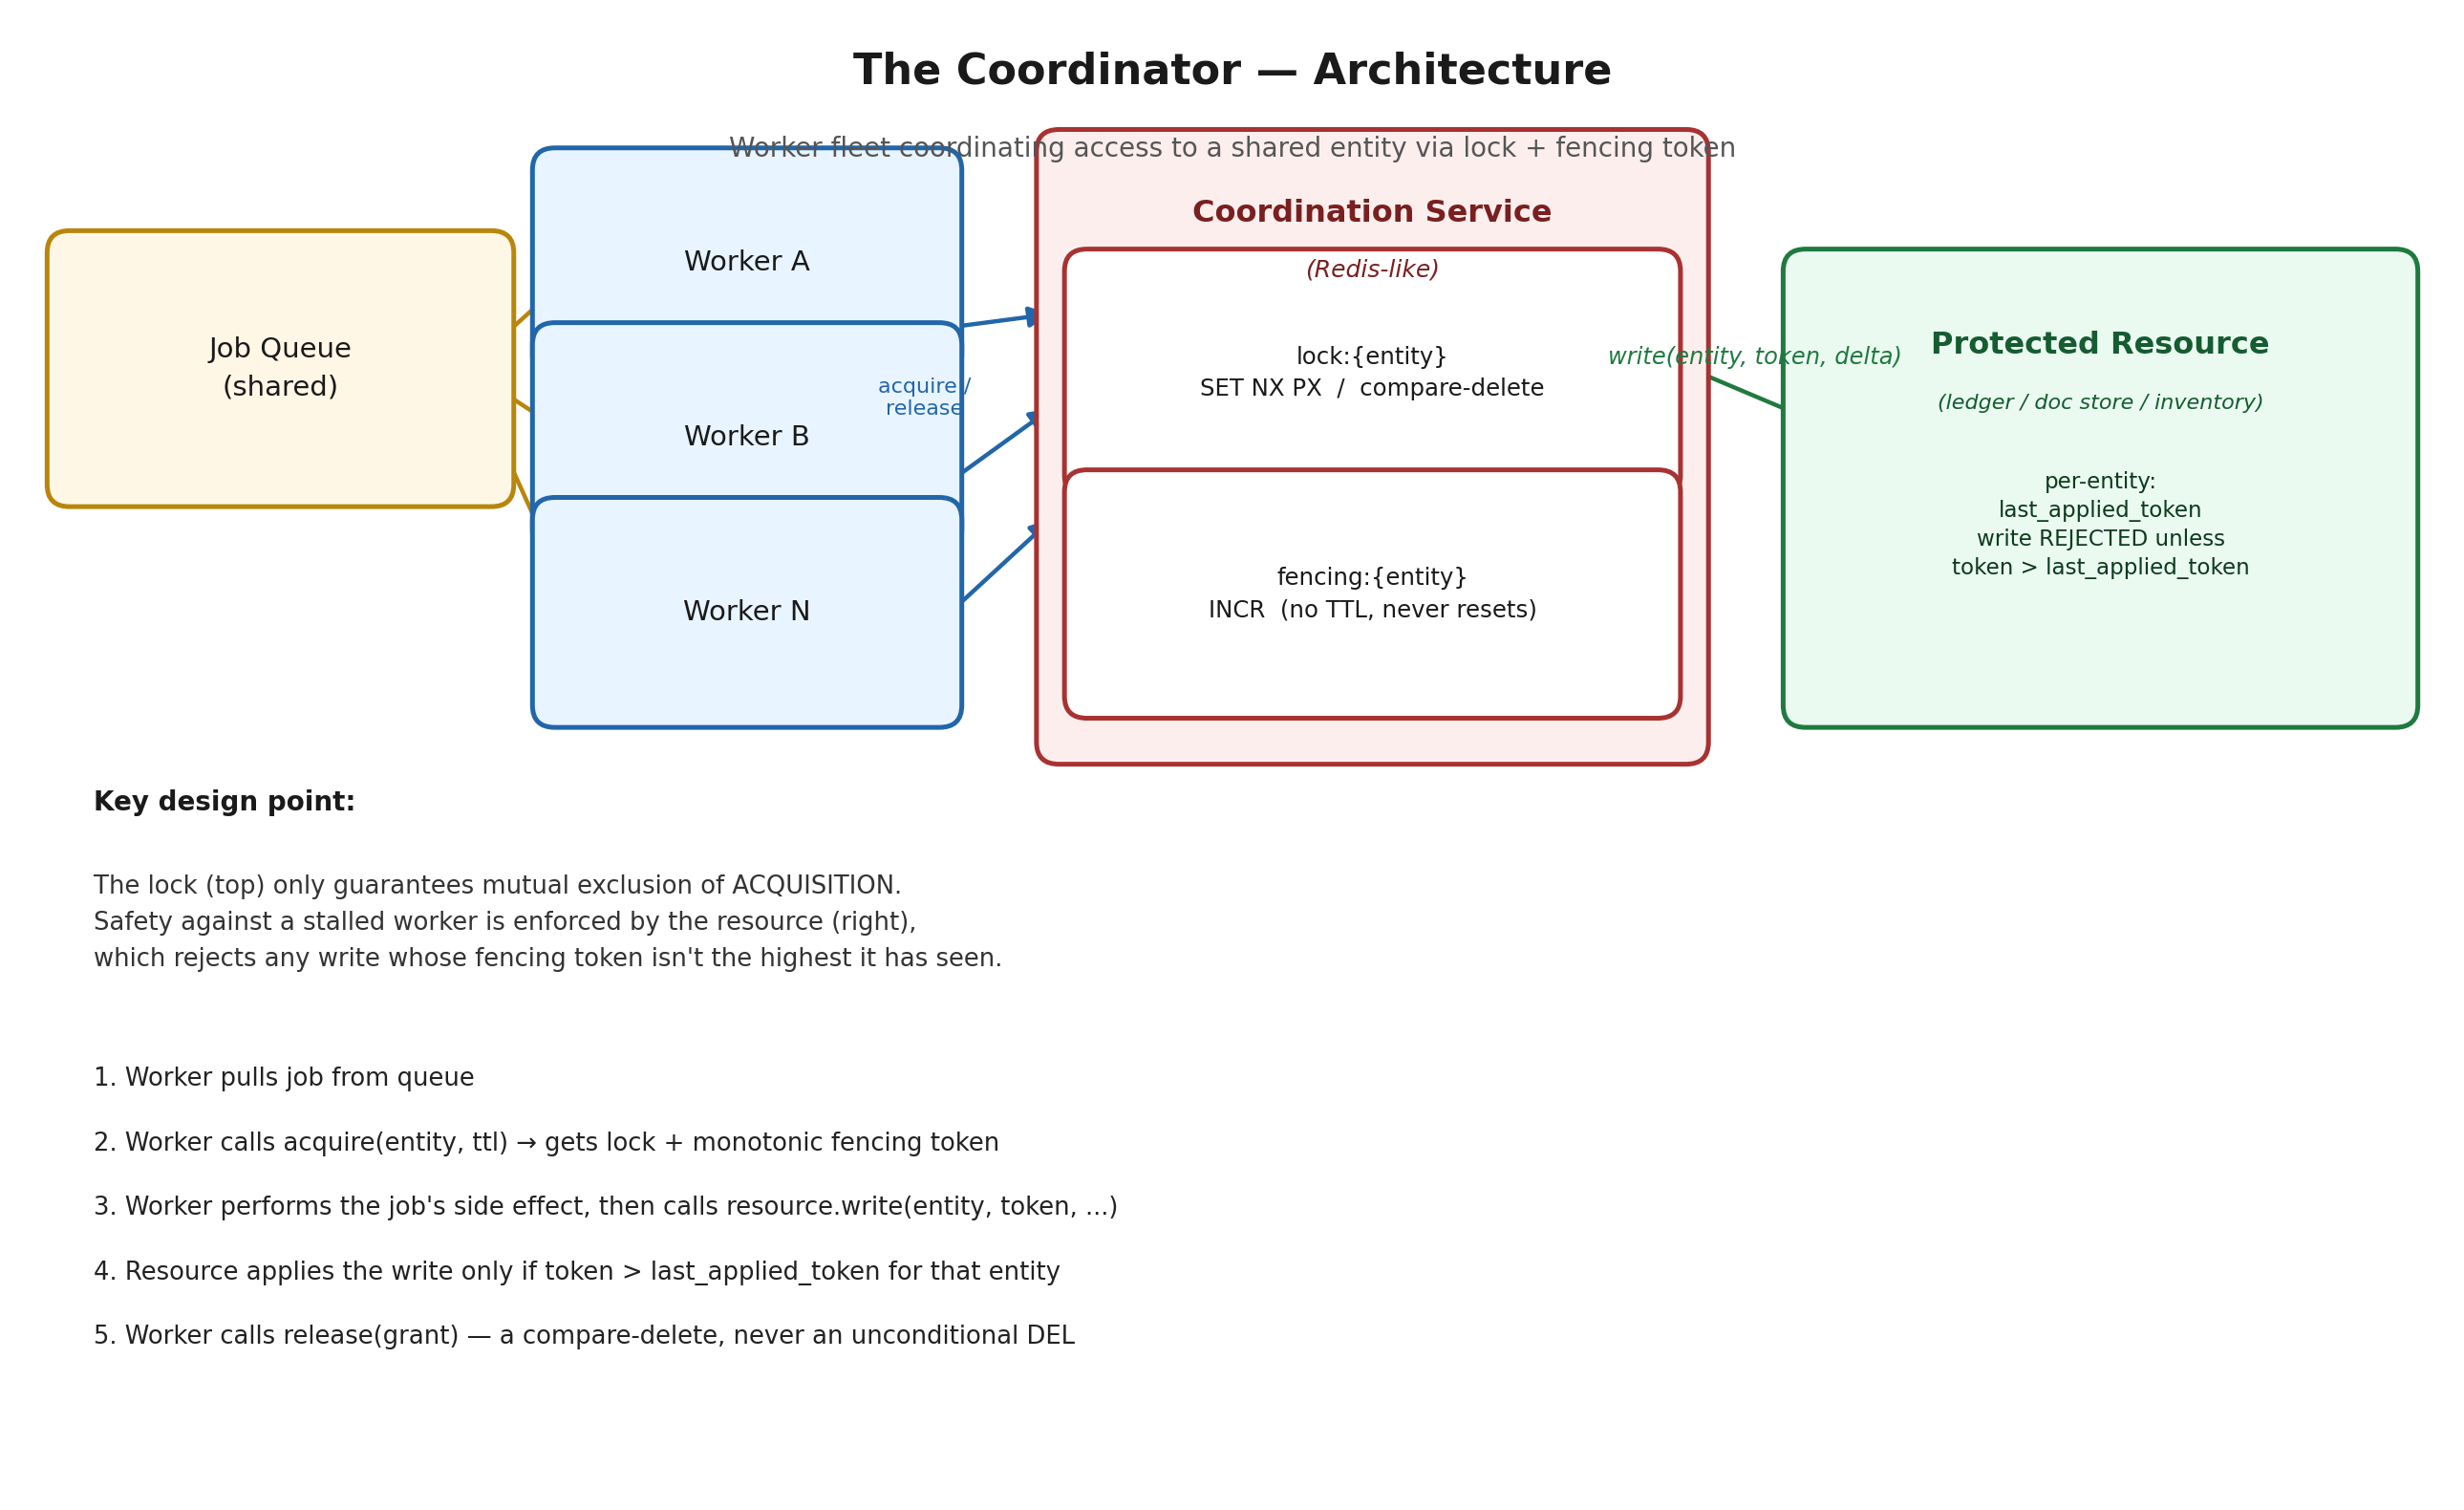 The Coordinator — Architecture
Worker fleet coordinating access to a shared entity via lock + fencing token
Job Queue
(shared)
Worker A
Worker B
Worker N
acquire /
release
Coordination Service
(Redis-like)
lock:{entity}
SET NX PX  /  compare-delete
fencing:{entity}
INCR  (no TTL, never resets)
write(entity, token, delta)
Protected Resource
(ledger / doc store / inventory)
per-entity:
last_applied_token
write REJECTED unless
token > last_applied_token
Key design point:
The lock (top) only guarantees mutual exclusion of ACQUISITION.
Safety against a stalled worker is enforced by the resource (right),
which rejects any write whose fencing token isn't the highest it has seen.
1. Worker pulls job from queue
2. Worker calls acquire(entity, ttl) → gets lock + monotonic fencing token
3. Worker performs the job's side effect, then calls resource.write(entity, token, ...)
4. Resource applies the write only if token > last_applied_token for that entity
5. Worker calls release(grant) — a compare-delete, never an unconditional DEL